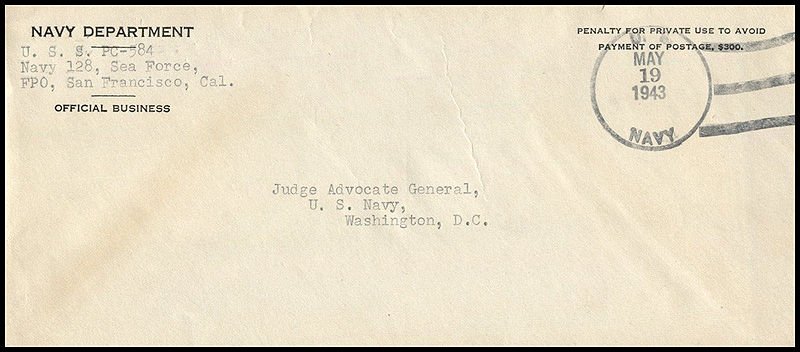 NAVY DEPARTMENT
U. S. S. PC-584
Navy 128, Sea Force,
FPO, San Francisco, Cal.
OFFICIAL BUSINESS
PENALTY FOR PRIVATE USE TO AVOID
PAYMENT OF POSTAGE, $300.
U. S.
MAY
19
1943
NAVY
Judge Advocate General,
U. S. Navy,
Washington, D.C.